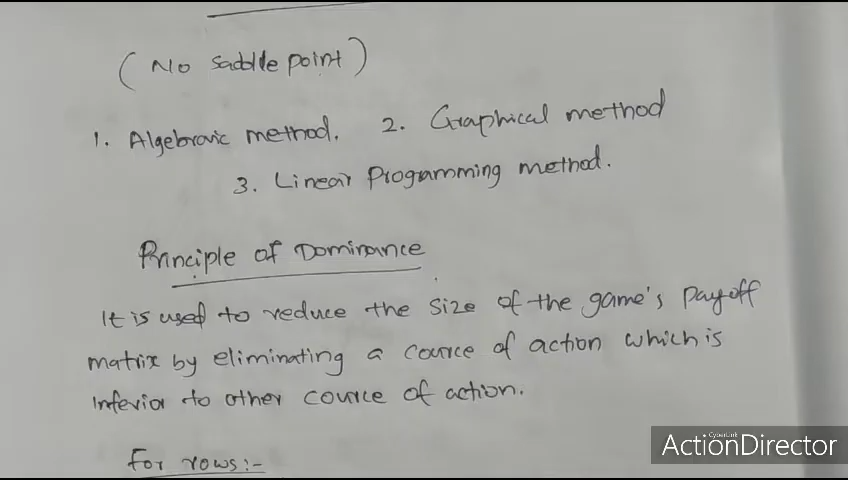 (No saddle point)
1. Algebraic method. 2. Graphical method
3. Linear Programming method.
Principle of Dominance
It is used to reduce the size of the game's payoff
matrix by eliminating a cource of action which is
inferior to other cource of action.
For rows:-
CyberLink
ActionDirector